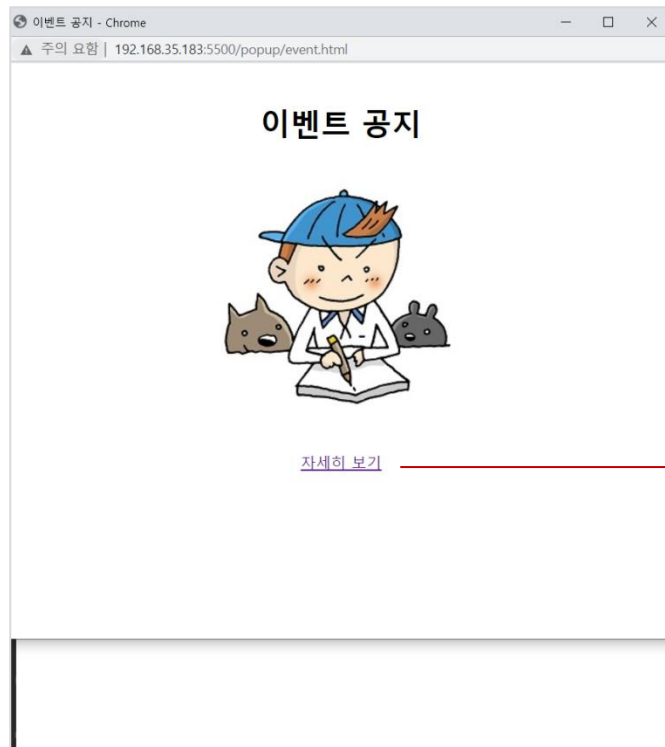 이벤트 공지 - Chrome
주의 요함 | 192.168.35.183:5500/popup/event.html
이벤트 공지
자세히 보기